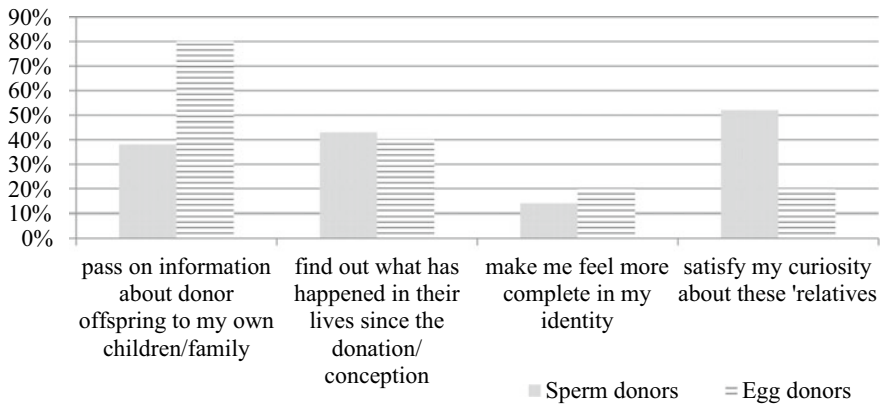 90%
80%
70%
60%
50%
40%
30%
20%
10%
0%
pass on information
about donor
offspring to my own
children/family
find out what has
happened in their
lives since the
donation/
conception
make me feel more
complete in my
identity
satisfy my curiosity
about these 'relatives
Sperm donors
Egg donors